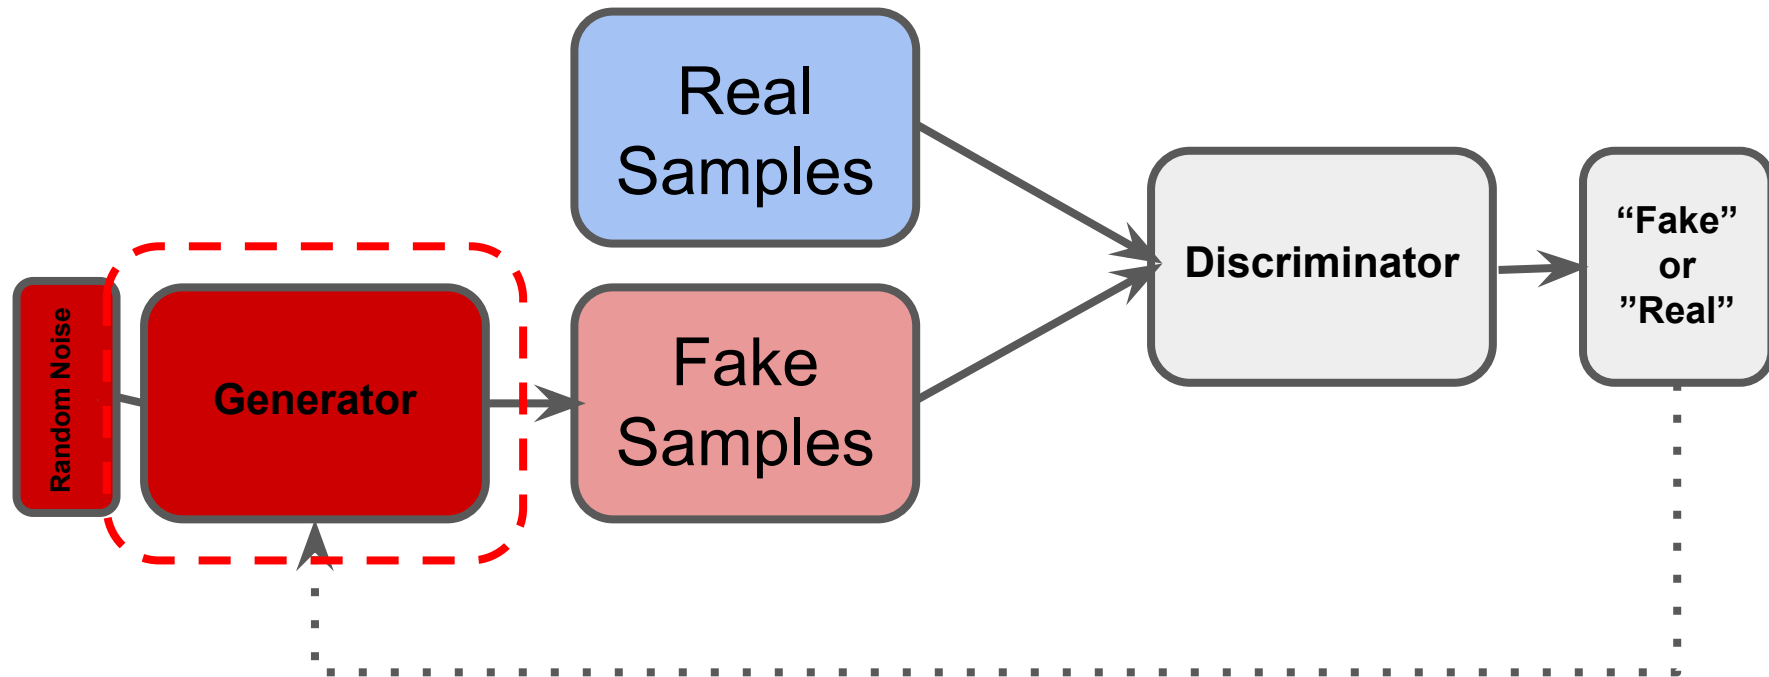 Real
Samples
Random Noise
Generator
Fake
Samples
Discriminator
“Fake”
or
”Real”